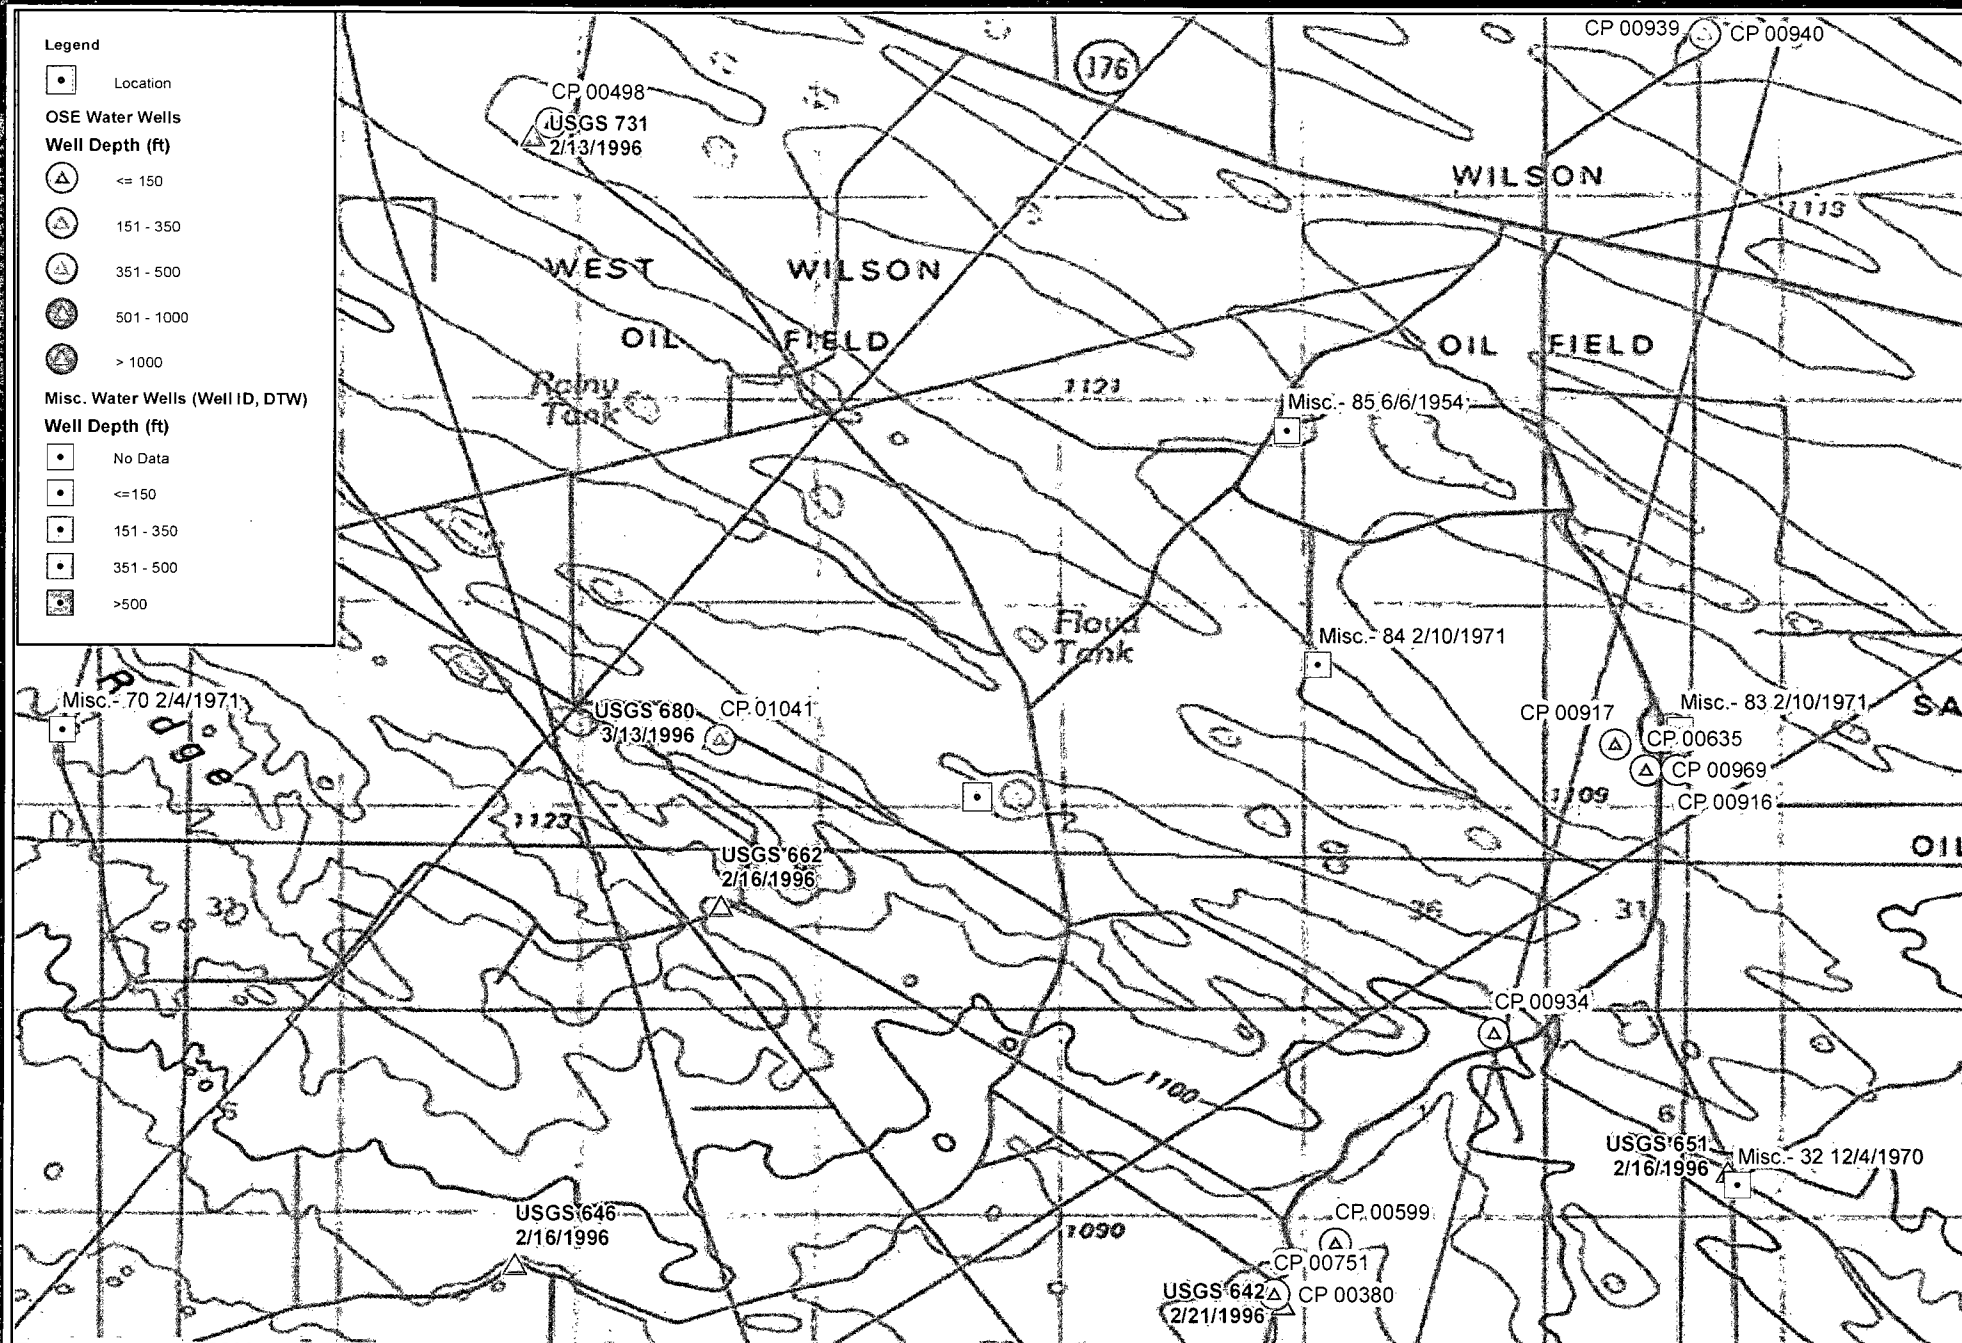 Legend
Location
OSE Water Wells
Well Depth (ft)
<= 150
151 - 350
351 - 500
501 - 1000
> 1000
Misc. Water Wells (Well ID, DTW)
Well Depth (ft)
No Data
<=150
151 - 350
351 - 500
>500
CP 00939
CP 00940
176
CP 00498
USGS 731
2/13/1996
WILSON
1113
WEST WILSON
OIL FIELD
OIL FIELD
Rainy
Tank
1121
Misc.- 85 6/6/1954
Floyd
Tank
Misc.- 84 2/10/1971
Misc.- 70 2/4/1971
Ridge
USGS 680
3/13/1996
CP 01041
CP 00917
Misc.- 83 2/10/1971
SA
CP 00635
CP 00969
CP 00916
1109
1123
OIL
USGS 662
2/16/1996
36
31
CP 00934
1100
1
6
6
USGS 651
2/16/1996
Misc.- 32 12/4/1970
USGS 646
2/16/1996
1090
CP 00599
CP 00751
USGS 642
2/21/1996
CP 00380